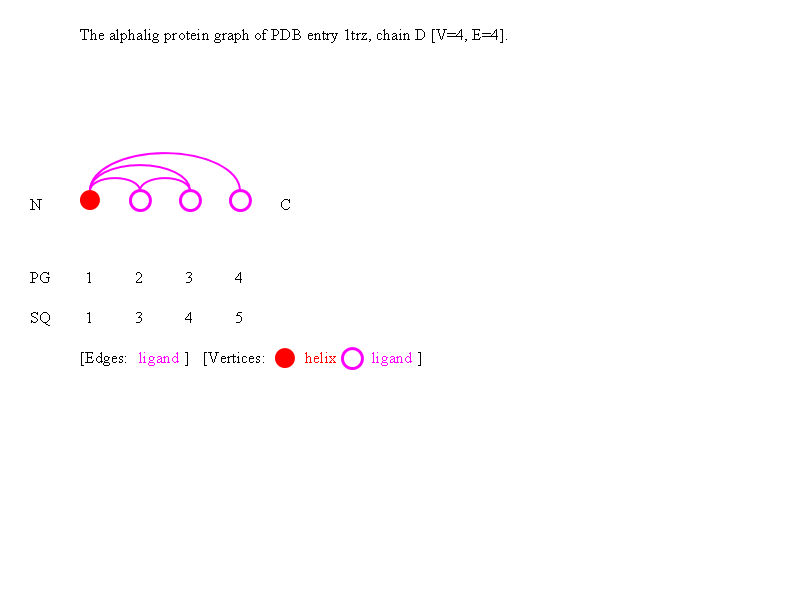 The alphalig protein graph of PDB entry 1trz, chain D [V=4, E=4].
N C
PG 1 2 3 4
SQ 1 3 4 5
[Edges: ligand ] [Vertices: helix ligand ]